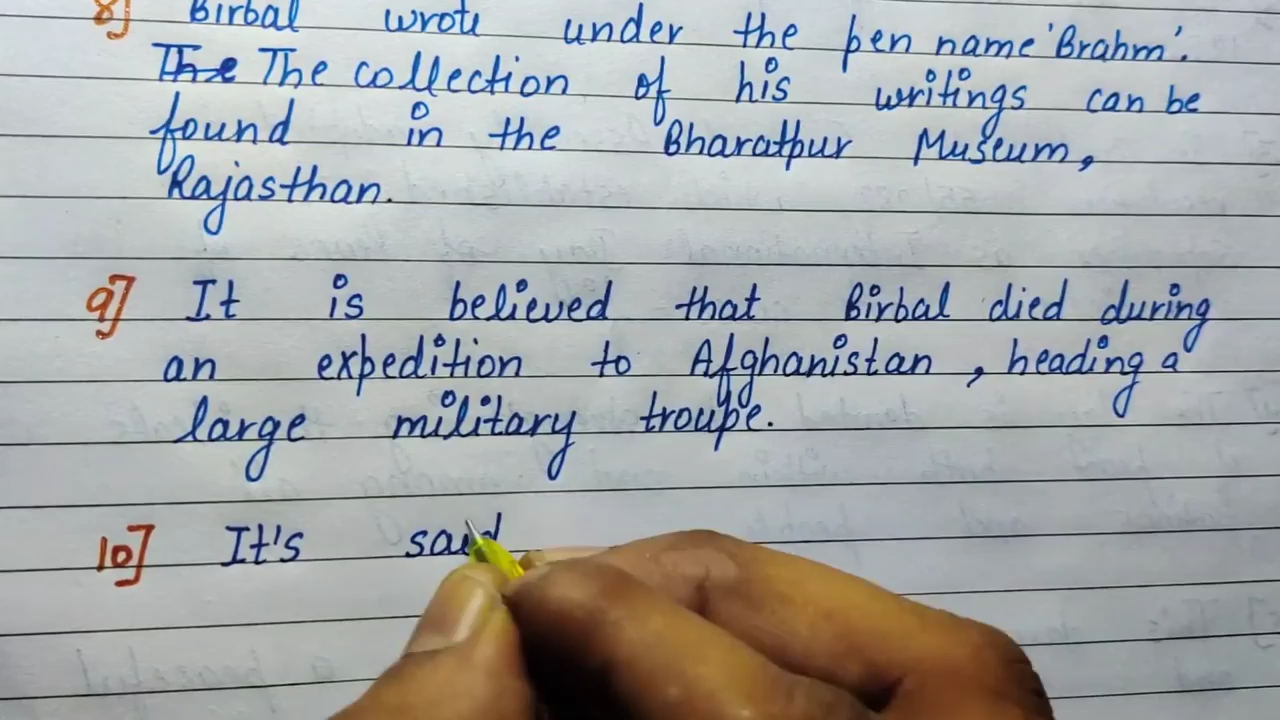 8] Birbal wrote under the pen name 'Brahm'.
The The collection of his writings can be
found in the Bharatpur Museum,
Rajasthan.
9] It is believed that Birbal died during
an expedition to Afghanistan, heading a
large military troupe.
10] It's said